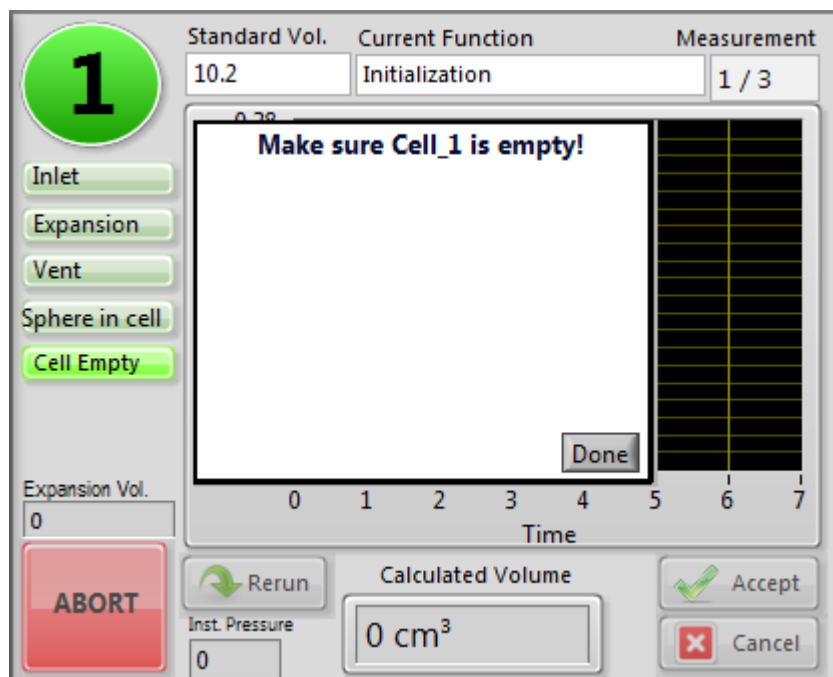 1
Standard Vol.
Current Function
Measurement
10.2
Initialization
1 / 3
Inlet
Expansion
Vent
Sphere in cell
Cell Empty
Make sure Cell_1 is empty!
Done
0 1 2 3 4 5 6 7
Time
Expansion Vol.
0
ABORT
Rerun
Inst. Pressure
0
Calculated Volume
0 cm³
Accept
Cancel